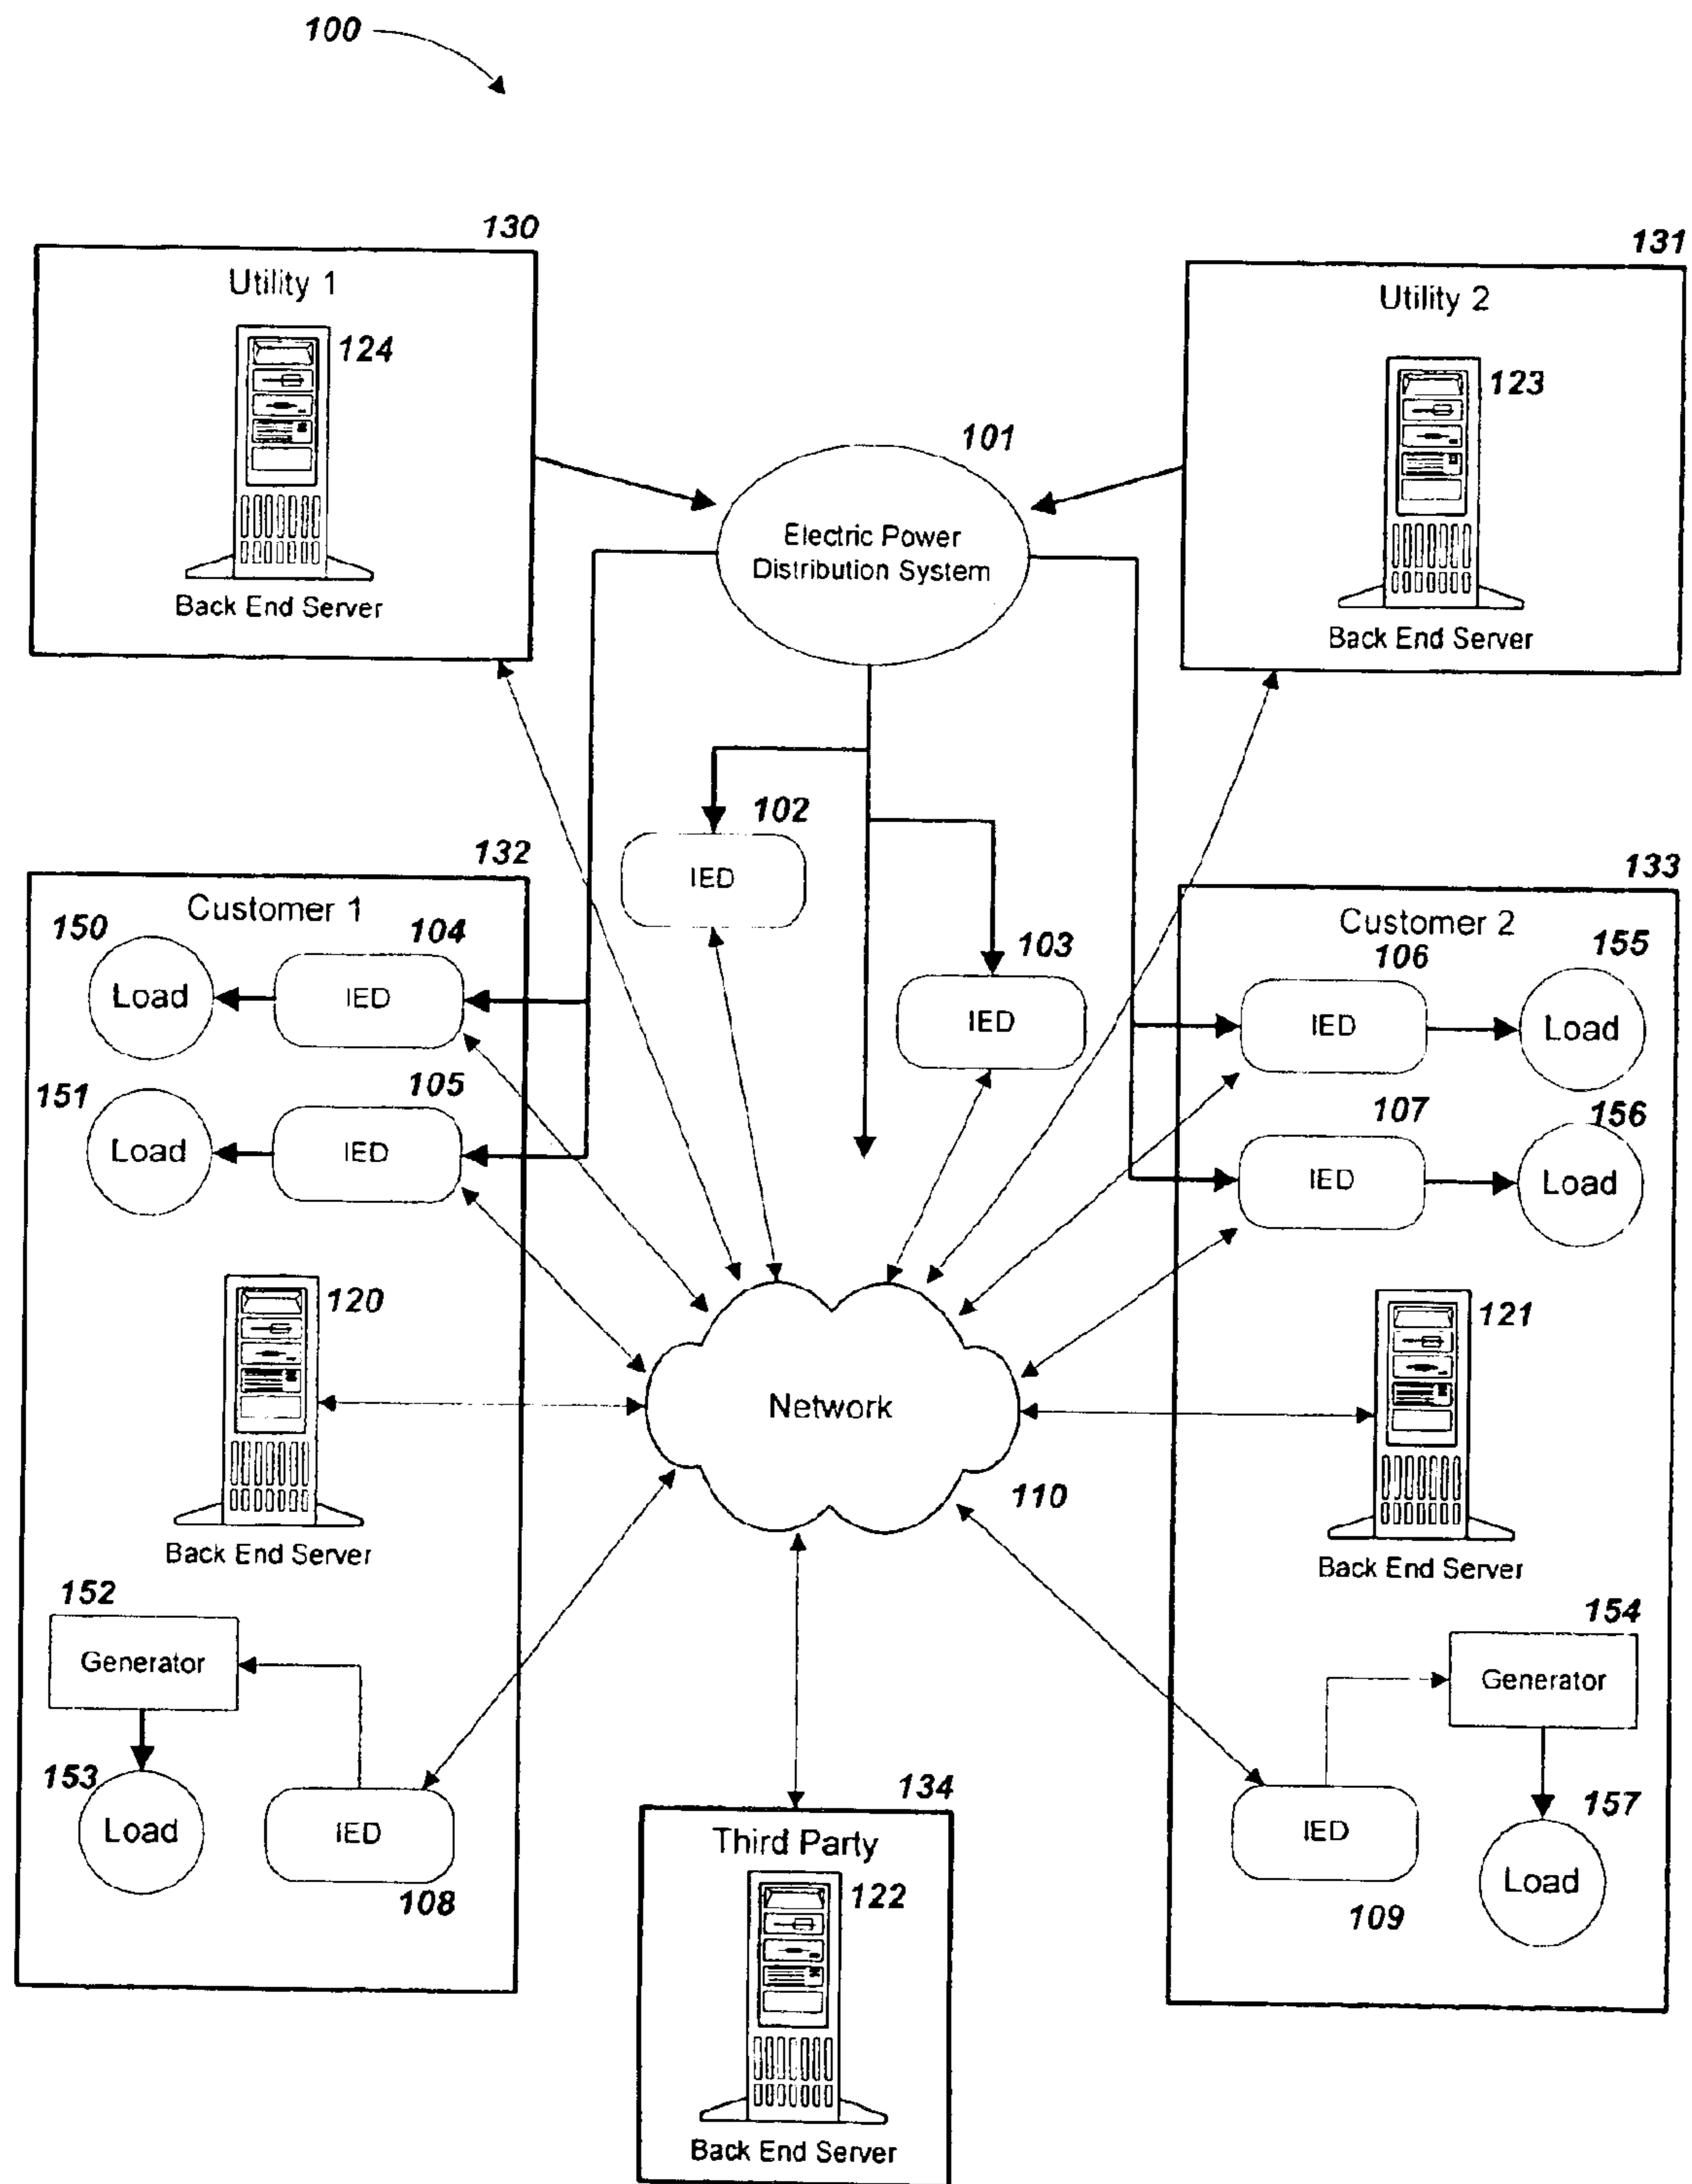 100
130
131
Utility 1
Utility 2
124
123
101
Electric Power
Distribution System
Back End Server
Back End Server
102
132
133
IED
Customer 1
Customer 2
150
104
103
106
155
Load
IED
IED
IED
Load
151
105
107
156
Load
IED
IED
Load
120
121
Network
110
Back End Server
Back End Server
152
154
Generator
Generator
153
134
157
Load
IED
Third Party
IED
Load
108
122
109
Back End Server